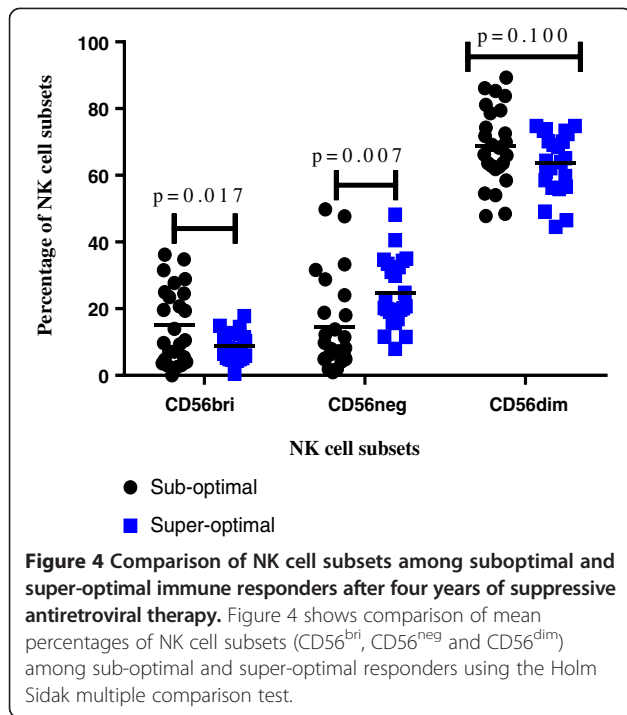 100
80
60
40
20
0
Percentage of NK cell subsets
p=0.017
p=0.007
p=0.100
CD56bri
CD56neg
CD56dim
NK cell subsets
Sub-optimal
Super-optimal
Figure 4 Comparison of NK cell subsets among suboptimal and
super-optimal immune responders after four years of suppressive
antiretroviral therapy. Figure 4 shows comparison of mean
percentages of NK cell subsets (CD56bri, CD56neg and CD56dim)
among sub-optimal and super-optimal responders using the Holm
Sidak multiple comparison test.